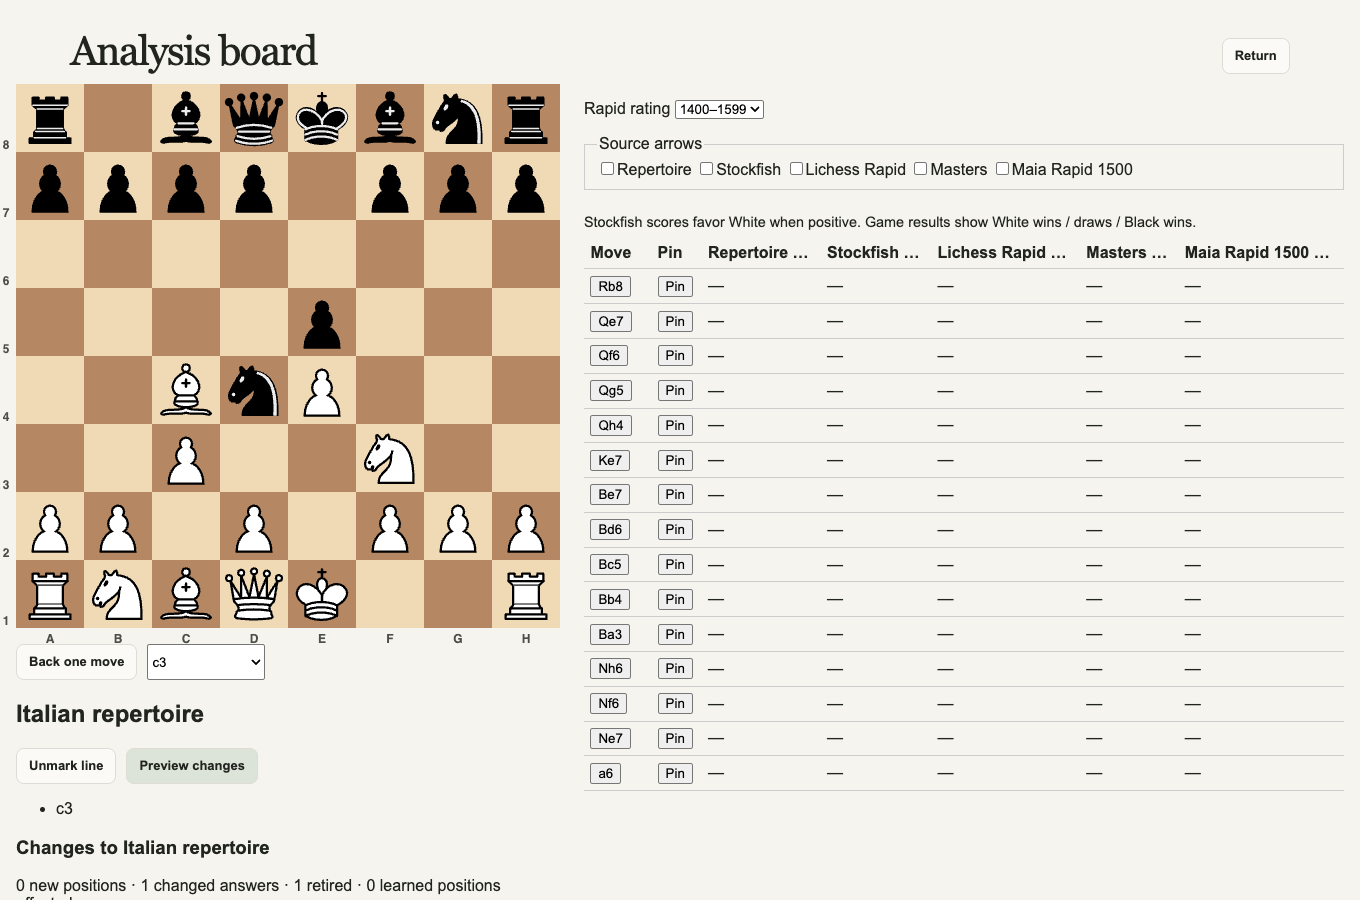 Analysis board
Return
8
7
6
5
4
3
2
1
A B C D E F G H
Back one move
c3
Italian repertoire
Unmark line
Preview changes
c3
Changes to Italian repertoire
0 new positions · 1 changed answers · 1 retired · 0 learned positions
Rapid rating 1400–1599
Source arrows
Repertoire Stockfish Lichess Rapid Masters Maia Rapid 1500
Stockfish scores favor White when positive. Game results show White wins / draws / Black wins.
Move Pin Repertoire … Stockfish … Lichess Rapid … Masters … Maia Rapid 1500 …
Rb8 Pin — — — — —
Qe7 Pin — — — — —
Qf6 Pin — — — — —
Qg5 Pin — — — — —
Qh4 Pin — — — — —
Ke7 Pin — — — — —
Be7 Pin — — — — —
Bd6 Pin — — — — —
Bc5 Pin — — — — —
Bb4 Pin — — — — —
Ba3 Pin — — — — —
Nh6 Pin — — — — —
Nf6 Pin — — — — —
Ne7 Pin — — — — —
a6 Pin — — — — —